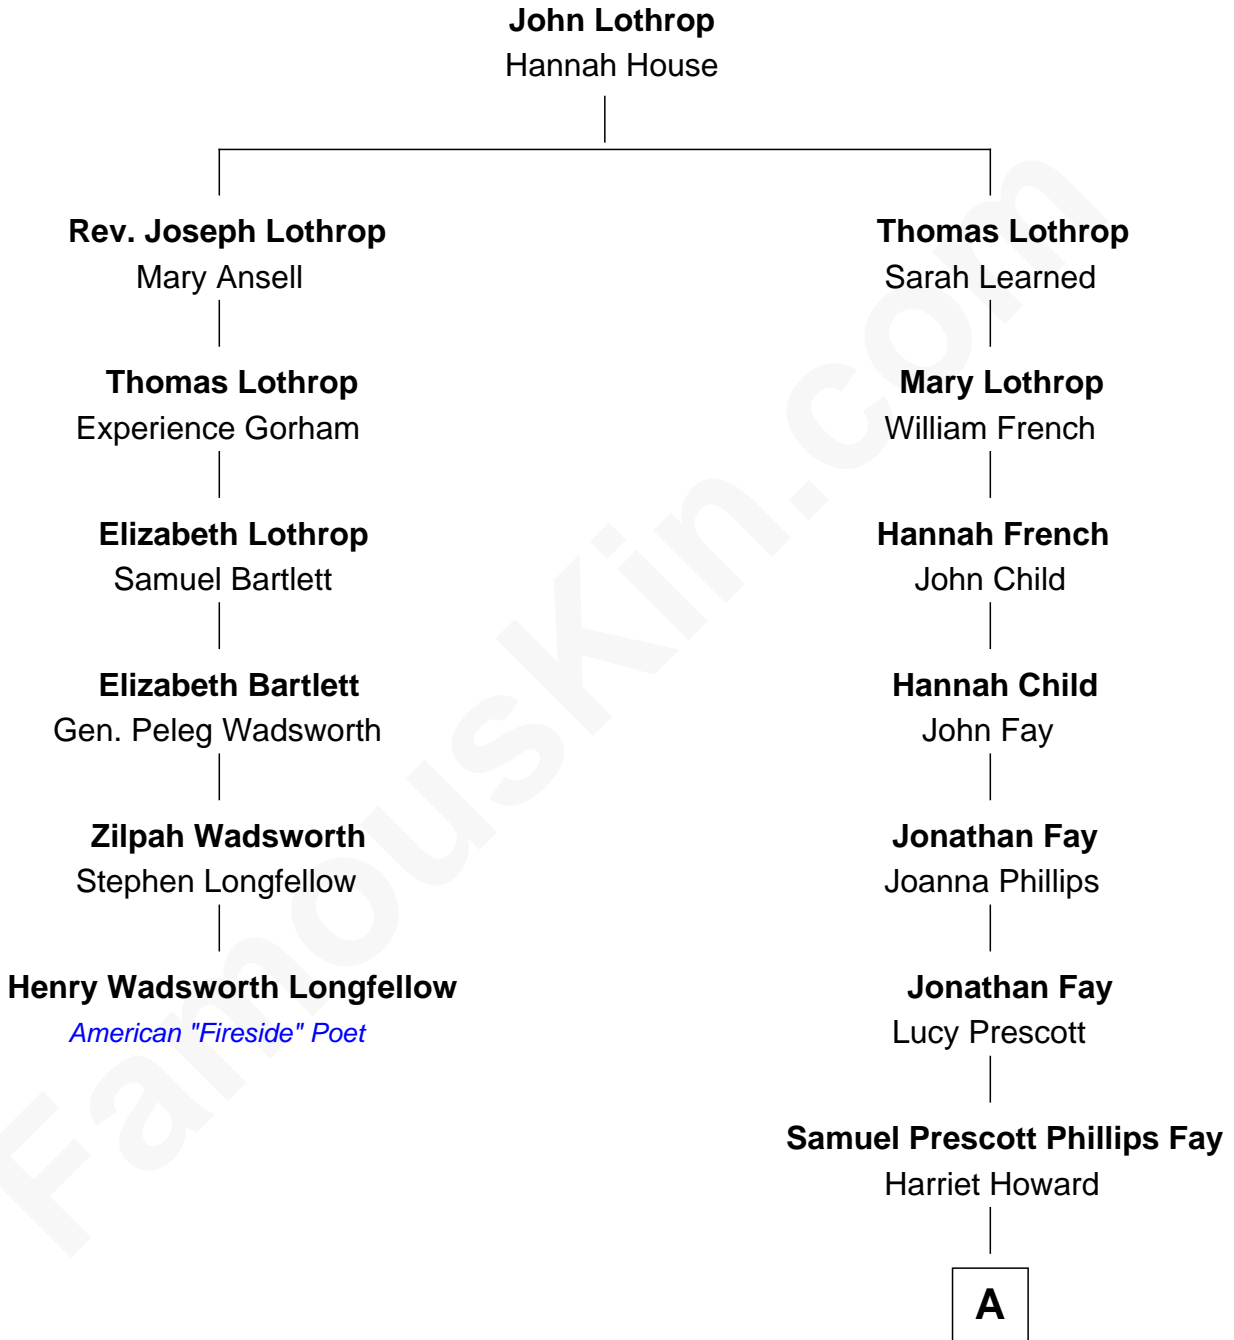 John Lothrop
Hannah House
Rev. Joseph Lothrop
Mary Ansell
Thomas Lothrop
Experience Gorham
Elizabeth Lothrop
Samuel Bartlett
Elizabeth Bartlett
Gen. Peleg Wadsworth
Zilpah Wadsworth
Stephen Longfellow
Henry Wadsworth Longfellow
American "Fireside" Poet
Thomas Lothrop
Sarah Learned
Mary Lothrop
William French
Hannah French
John Child
Hannah Child
John Fay
Jonathan Fay
Joanna Phillips
Jonathan Fay
Lucy Prescott
Samuel Prescott Phillips Fay
Harriet Howard
A
FamousKin.com